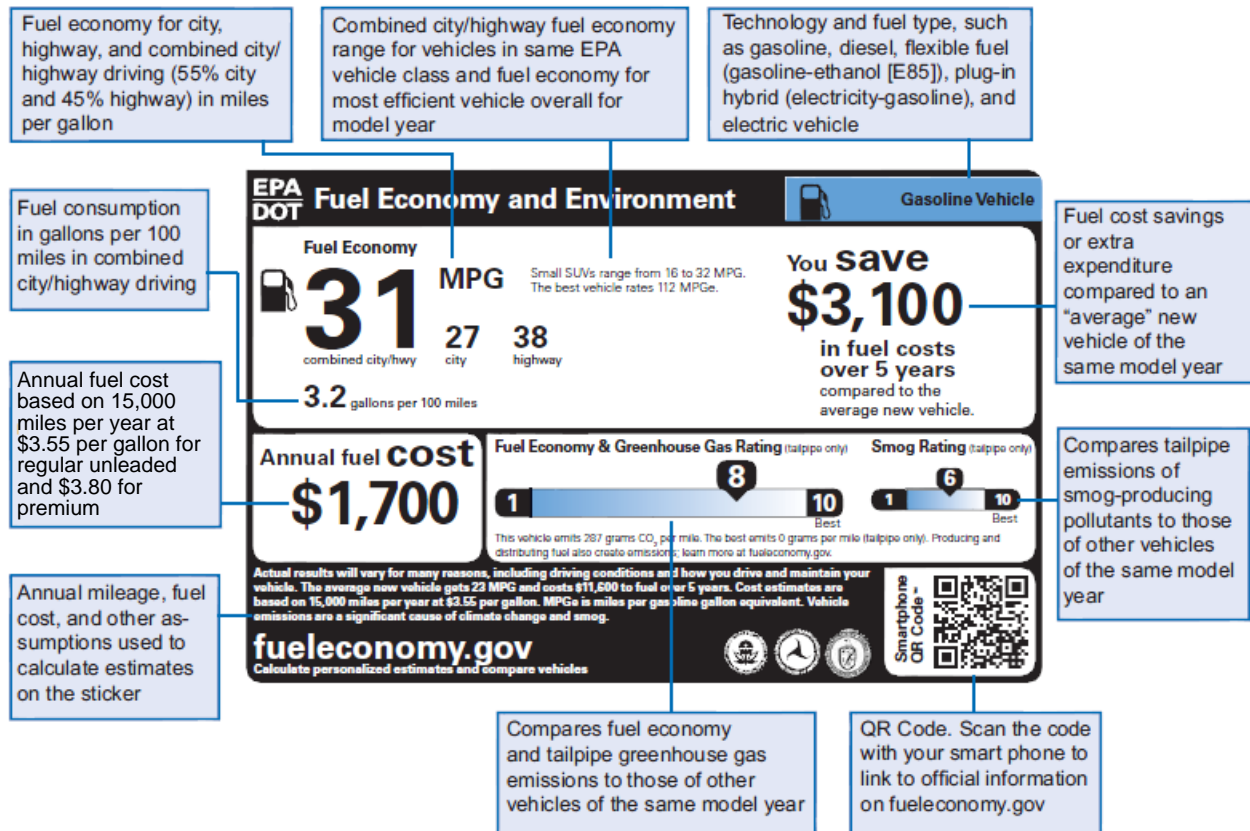 Fuel economy for city,
highway, and combined city/
highway driving (55% city
and 45% highway) in miles
per gallon
Combined city/highway fuel economy
range for vehicles in same EPA
vehicle class and fuel economy for
most efficient vehicle overall for
model year
Technology and fuel type, such
as gasoline, diesel, flexible fuel
(gasoline-ethanol [E85]), plug-in
hybrid (electricity-gasoline), and
electric vehicle
Fuel consumption
in gallons per 100
miles in combined
city/highway driving
Annual fuel cost
based on 15,000
miles per year at
$3.55 per gallon for
regular unleaded
and $3.80 for
premium
Annual mileage, fuel
cost, and other as-
sumptions used to
calculate estimates
on the sticker
EPA
DOT
Fuel Economy and Environment
Gasoline Vehicle
Fuel Economy
31
MPG
combined city/hwy
27
city
38
highway
Small SUVs range from 16 to 32 MPG.
The best vehicle rates 112 MPGe.
3.2 gallons per 100 miles
You save
$3,100
in fuel costs
over 5 years
compared to the
average new vehicle.
Annual fuel cost
$1,700
Fuel Economy & Greenhouse Gas Rating (tailpipe only)
1
8
10
Best
Smog Rating (tailpipe only)
1
6
10
Best
This vehicle emits 287 grams CO₂ per mile. The best emits 0 grams per mile (tailpipe only). Producing and
distributing fuel also create emissions; learn more at fueleconomy.gov.
Actual results will vary for many reasons, including driving conditions and how you drive and maintain your
vehicle. The average new vehicle gets 23 MPG and costs $11,600 to fuel over 5 years. Cost estimates are
based on 15,000 miles per year at $3.55 per gallon. MPGe is miles per gasoline gallon equivalent. Vehicle
emissions are a significant cause of climate change and smog.
fueleconomy.gov
Calculate personalized estimates and compare vehicles
Smartphone
QR Code™
Fuel cost savings
or extra
expenditure
compared to an
“average” new
vehicle of the
same model year
Compares tailpipe
emissions of
smog-producing
pollutants to those
of other vehicles
of the same model
year
Compares fuel economy
and tailpipe greenhouse gas
emissions to those of other
vehicles of the same model year
QR Code. Scan the code
with your smart phone to
link to official information
on fueleconomy.gov